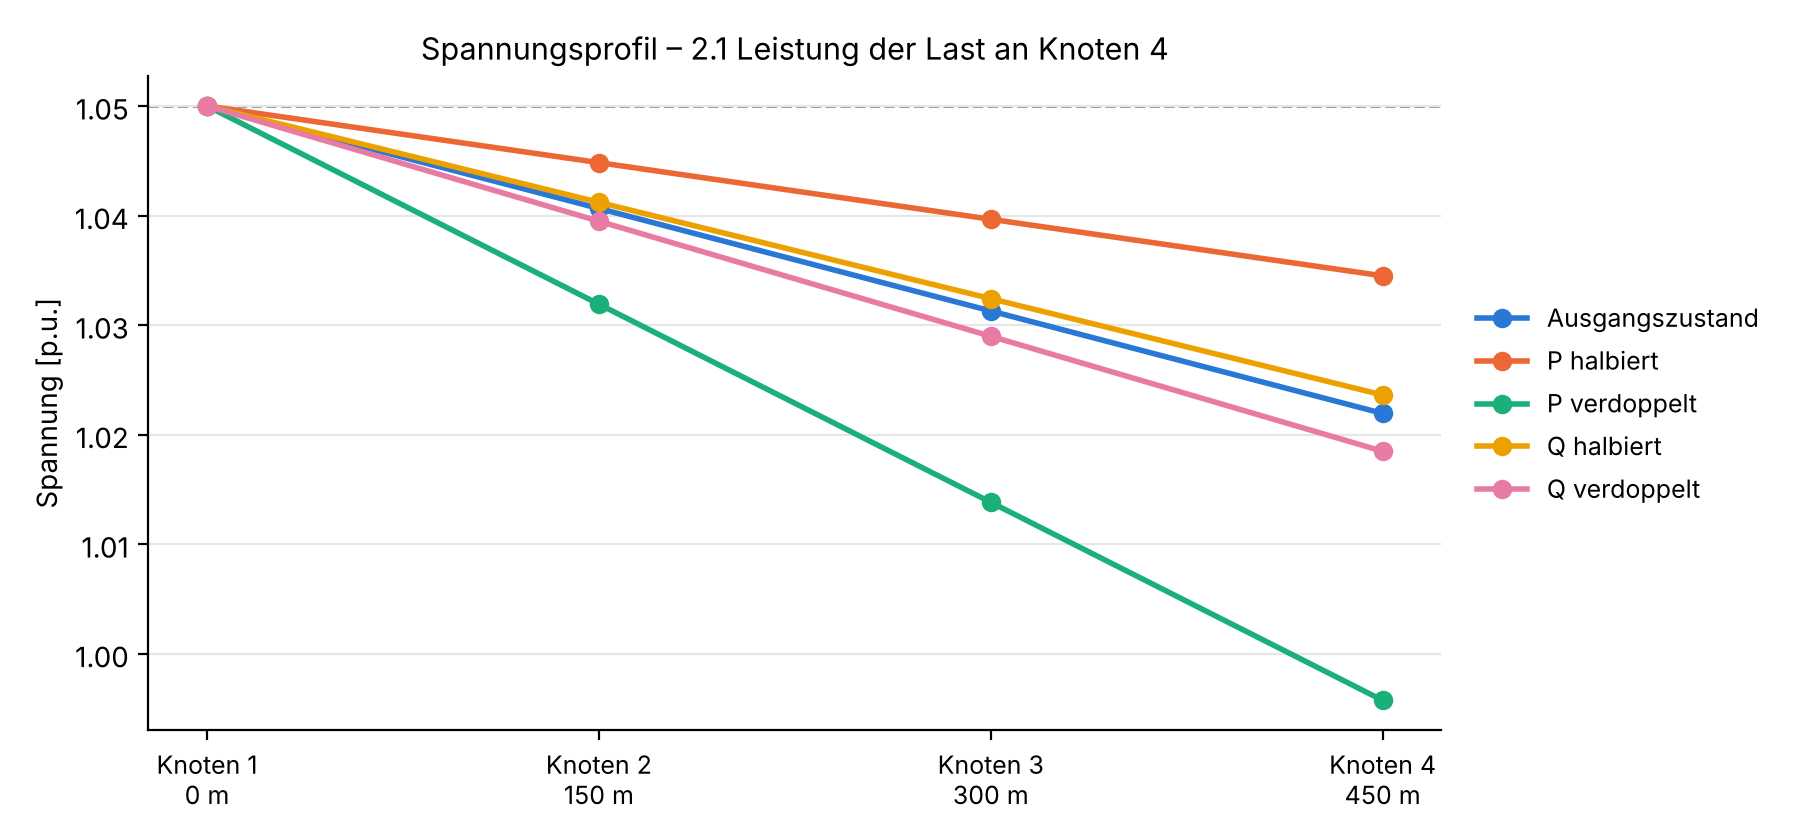 Spannungsprofil – 2.1 Leistung der Last an Knoten 4
Spannung [p.u.]
1.05
1.04
1.03
1.02
1.01
1.00
Knoten 1
0 m
Knoten 2
150 m
Knoten 3
300 m
Knoten 4
450 m
Ausgangszustand
P halbiert
P verdoppelt
Q halbiert
Q verdoppelt